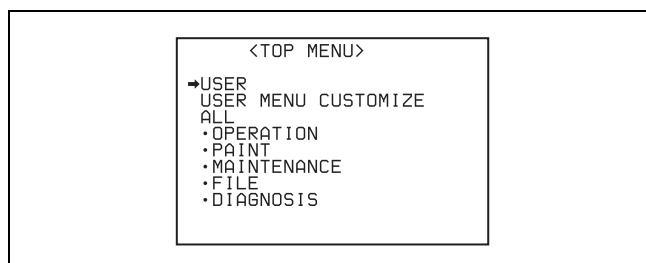 <TOP MENU>
➡USER
USER MENU CUSTOMIZE
ALL
•OPERATION
•PAINT
•MAINTENANCE
•FILE
•DIAGNOSIS